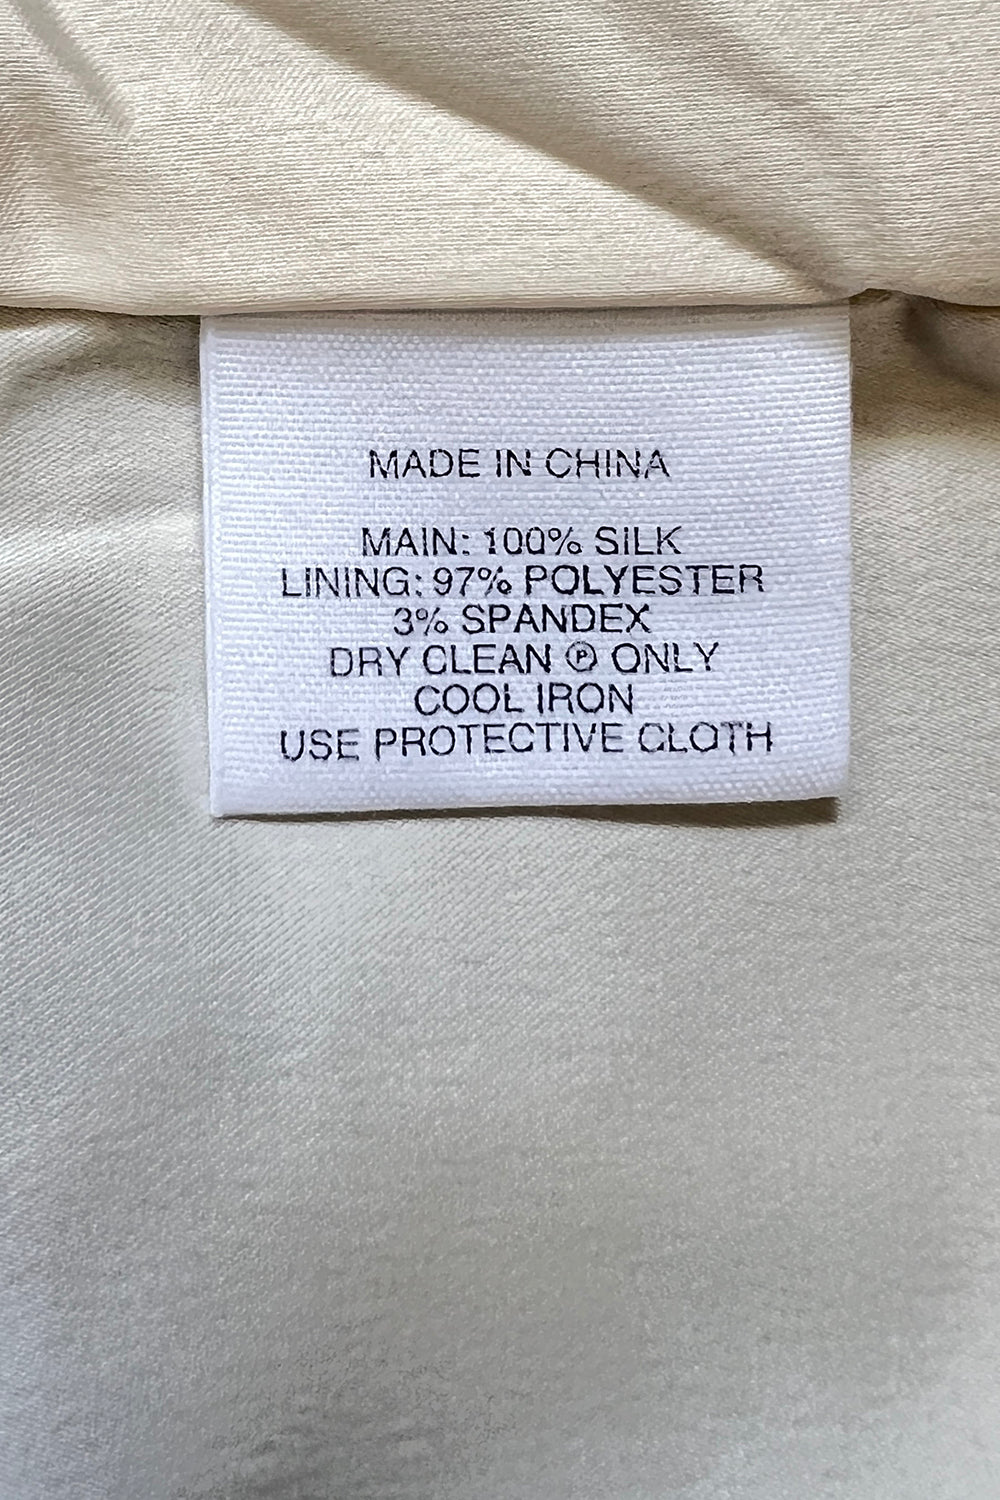 MADE IN CHINA
MAIN: 100% SILK
LINING: 97% POLYESTER
3% SPANDEX
DRY CLEAN Ⓟ ONLY
COOL IRON
USE PROTECTIVE CLOTH